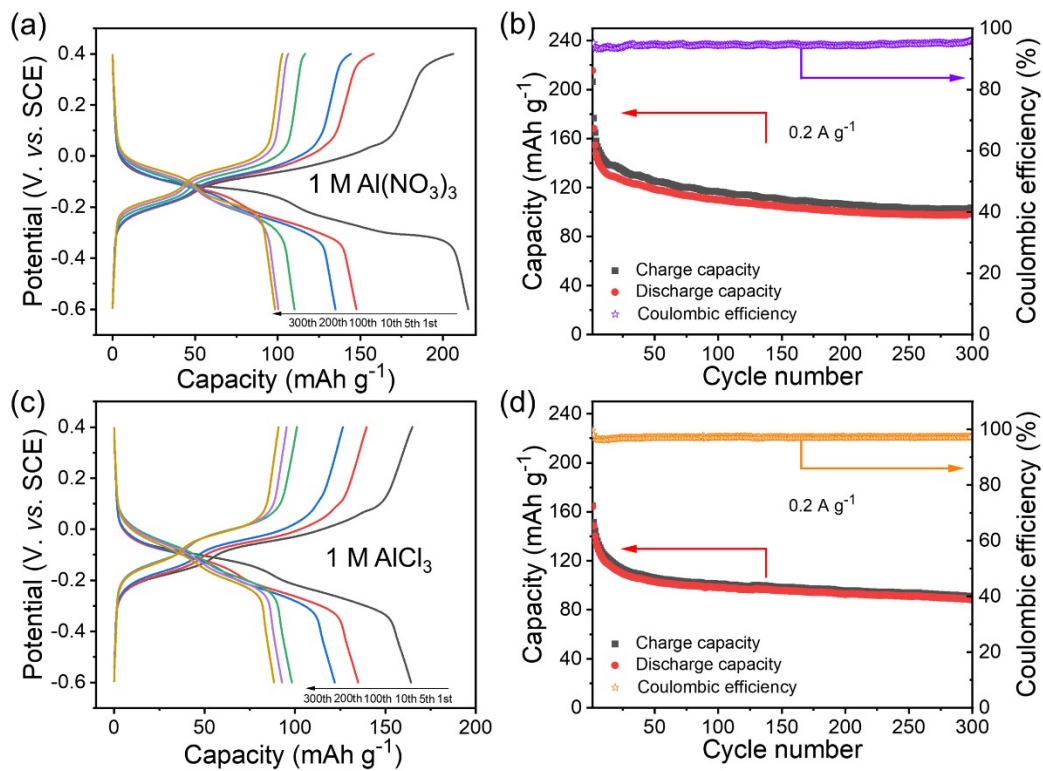 (a)
Potential (V. vs. SCE)
0.4
0.2
0.0
-0.2
-0.4
-0.6
1 M Al(NO₃)₃
300th 200th 100th 10th 5th 1st
0 50 100 150 200
Capacity (mAh g⁻¹)
(b)
Capacity (mAh g⁻¹)
240
200
160
120
80
40
0
0.2 A g⁻¹
Charge capacity
Discharge capacity
Coulombic efficiency
50 100 150 200 250 300
Cycle number
100
80
60
40
20
0
Coulombic efficiency (%)
(c)
Potential (V. vs. SCE)
0.4
0.2
0.0
-0.2
-0.4
-0.6
1 M AlCl₃
300th 200th 100th 10th 5th 1st
0 50 100 150 200
Capacity (mAh g⁻¹)
(d)
Capacity (mAh g⁻¹)
240
220
160
120
80
40
0
0.2 A g⁻¹
Charge capacity
Discharge capacity
Coulombic efficiency
50 100 150 200 250 300
Cycle number
100
80
60
40
20
0
Coulombic efficiency (%)